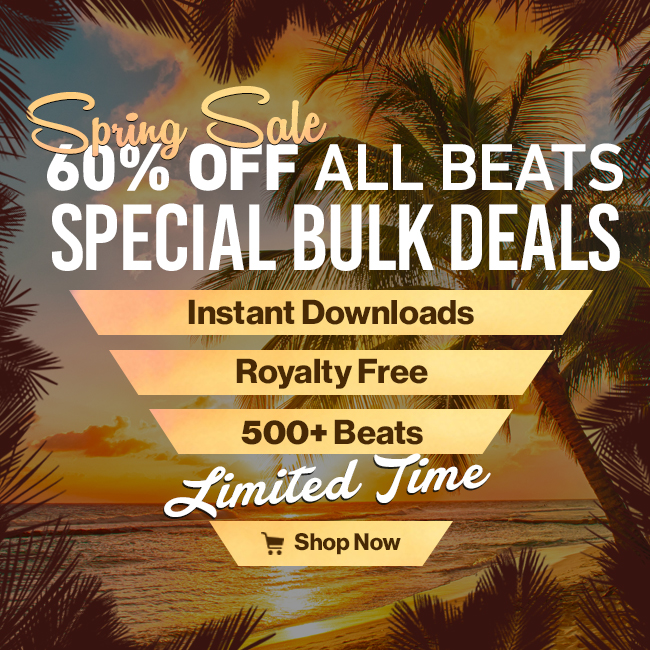 Spring Sale
60% OFF ALL BEATS
SPECIAL BULK DEALS
Instant Downloads
Royalty Free
500+ Beats
Limited Time
Shop Now